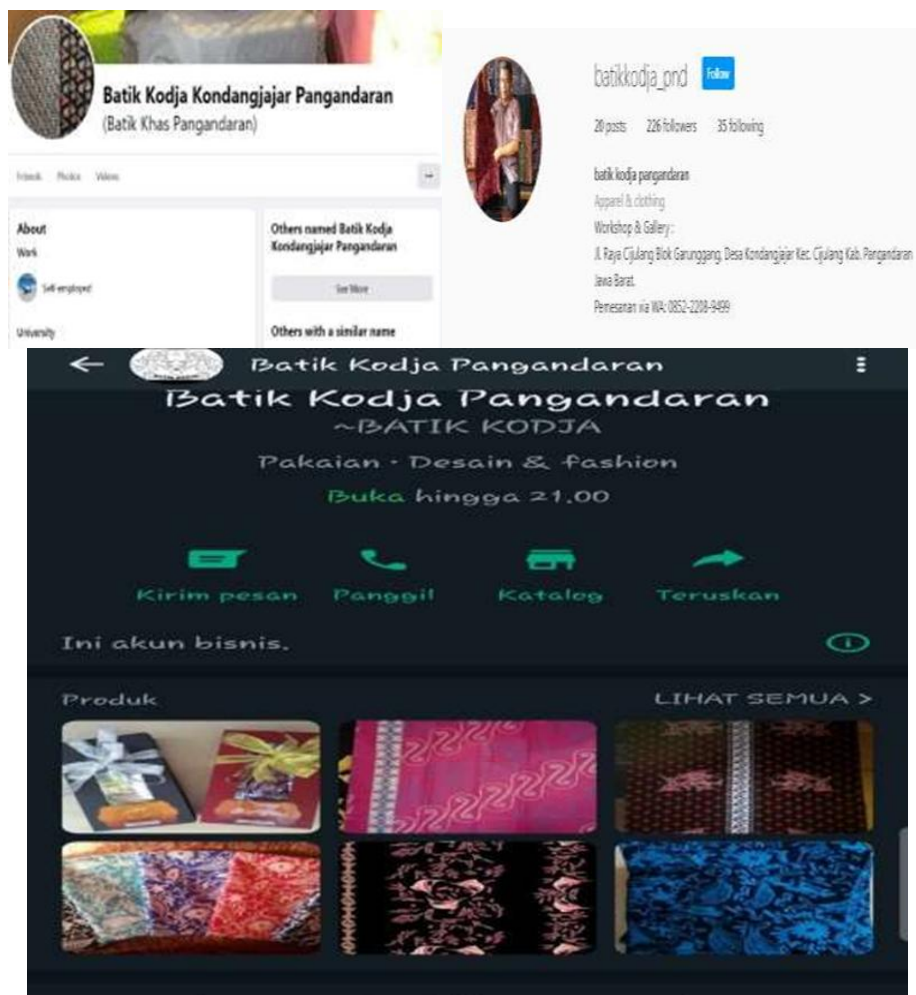 Batik Kodja Kondangjajar Pangandaran
(Batik Khas Pangandaran)
Friends Photos Videos
About
Work
Self-employed
University
Others named Batik Kodja
Kondangjajar Pangandaran
See More
Others with a similar name
batikkodja_pnd Follow
20 posts 226 followers 35 following
batik kodja pangandaran
Apparel & clothing
Workshop & Gallery :
Jl. Raya Cijulang Blok Garunggang, Desa Kondangjajar Kec. Cijulang Kab. Pangandaran
Jawa Barat.
Pemesanan via WA: 0852-2208-9499
Batik Kodja Pangandaran
Batik Kodja Pangandaran
~BATIK KODJA
Pakaian · Desain & fashion
Buka hingga 21.00
Kirim pesan Panggil Katalog Teruskan
Ini akun bisnis.
Produk LIHAT SEMUA >